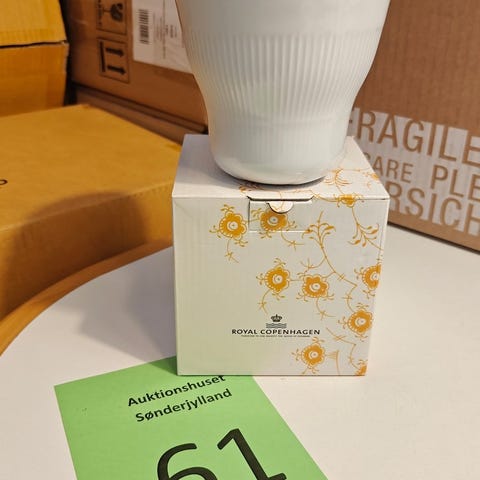 FRAGILE
ARE PLE
RSICH
ROYAL COPENHAGEN
Auktionshuset
Sønderjylland
61